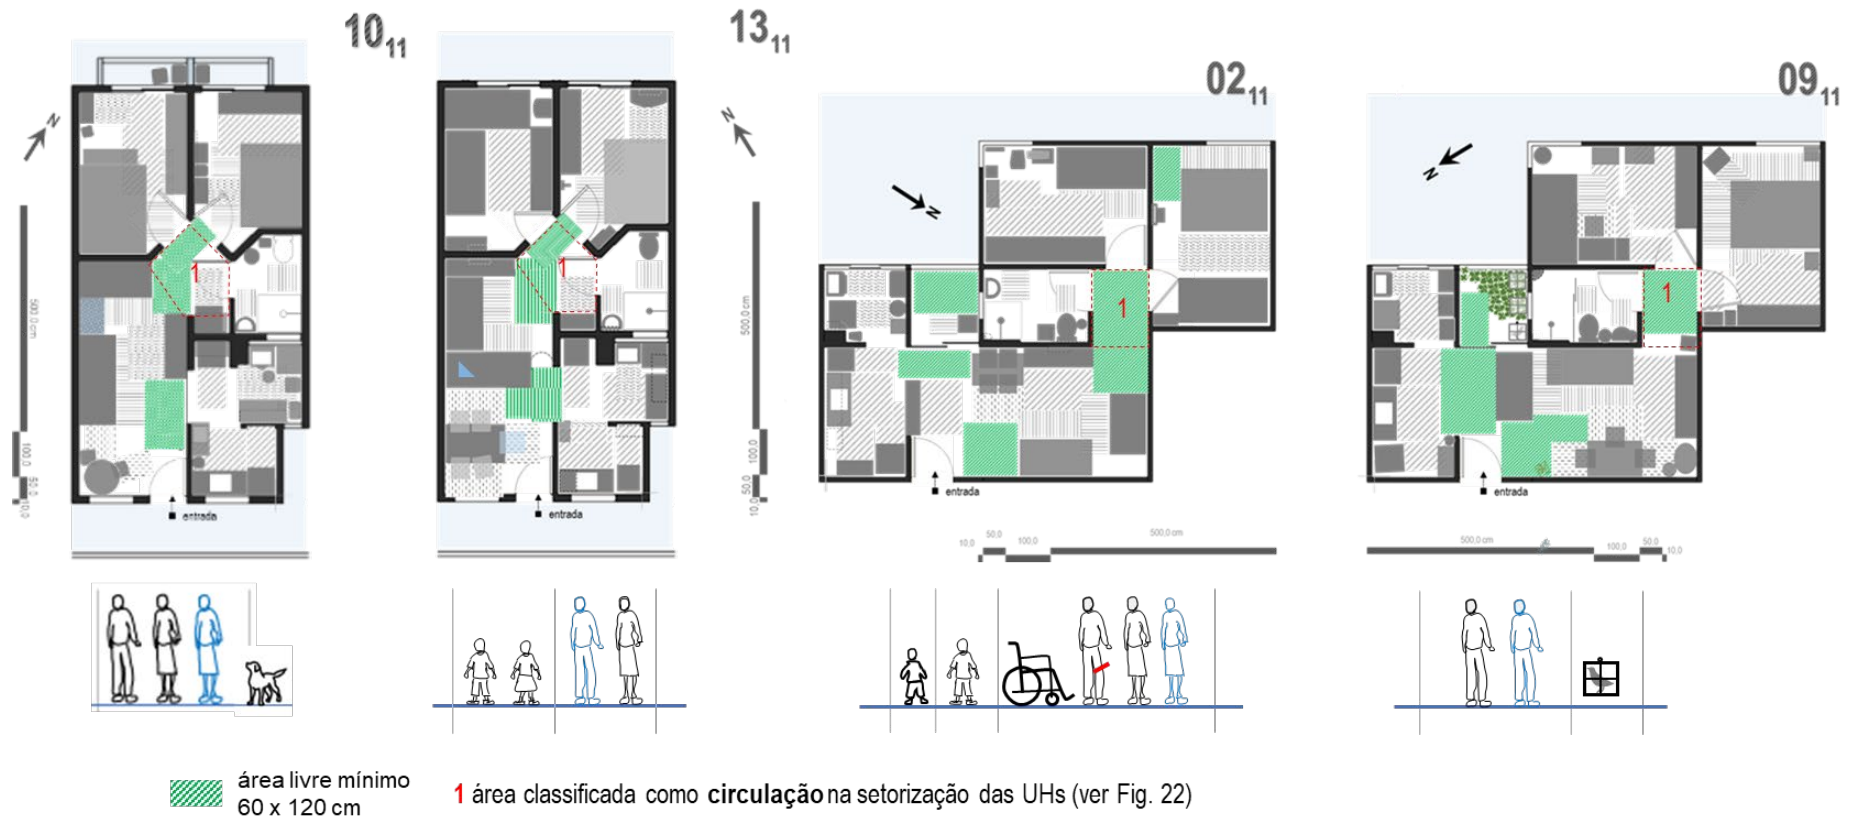 10 11
13 11
02 11
09 11
N
N
N
N
1
1
1
1
500,0 cm
100,0
50,0
10,0
500,0 cm
100,0
50,0
10,0
entrada
entrada
entrada
entrada
10,0
50,0
100,0
500,0 cm
500,0 cm
100,0
50,0
10,0
área livre mínimo
60 x 120 cm
1 área classificada como circulação na setorização das UHs (ver Fig. 22)